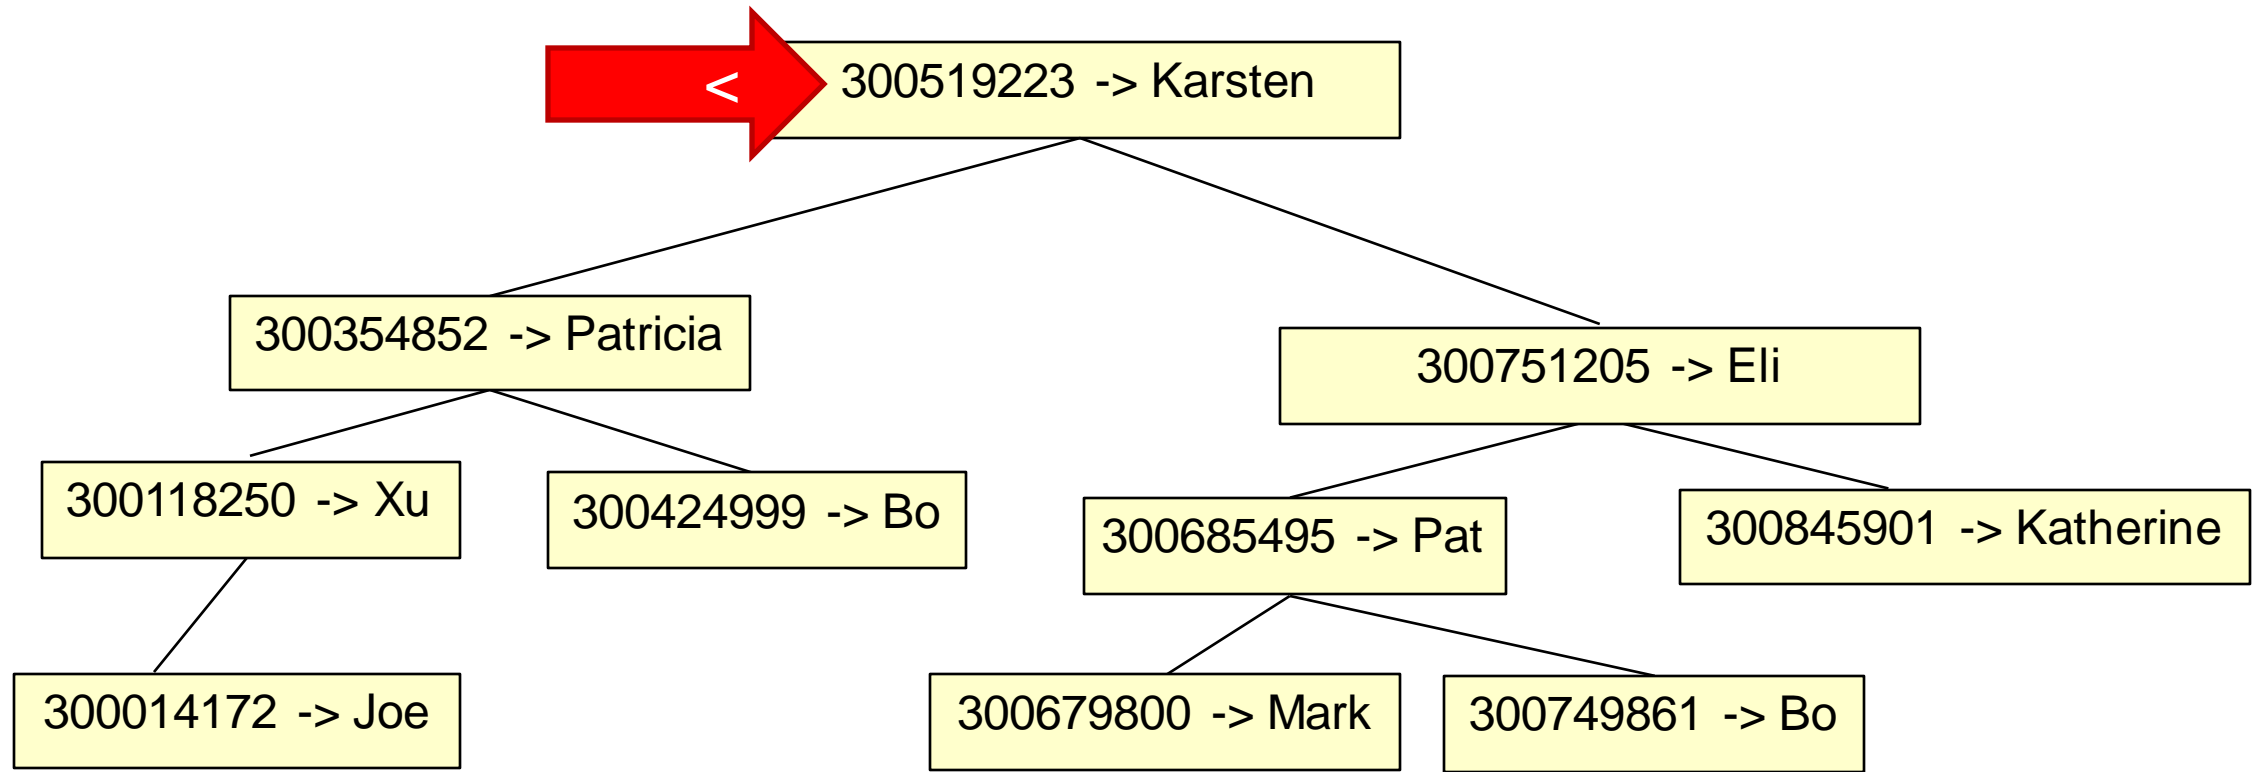 <
300519223 -> Karsten
300354852 -> Patricia
300751205 -> Eli
300118250 -> Xu
300424999 -> Bo
300685495 -> Pat
300845901 -> Katherine
300014172 -> Joe
300679800 -> Mark
300749861 -> Bo